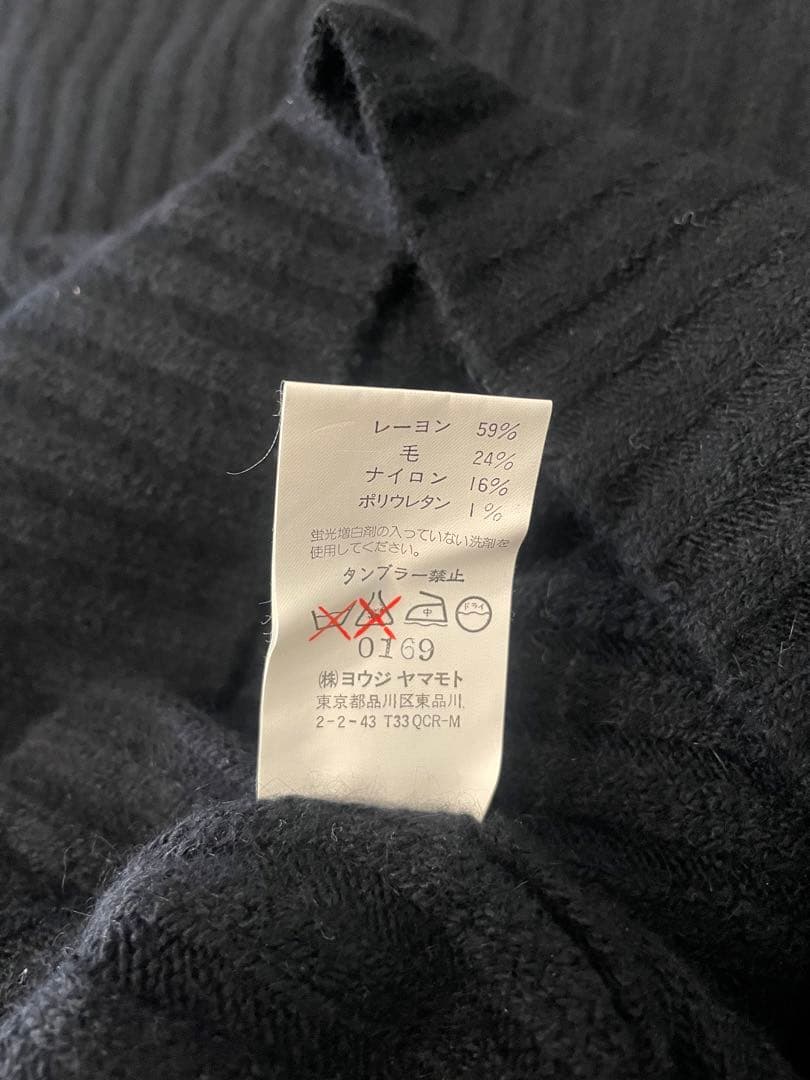 レーヨン 59%
毛 24%
ナイロン 16%
ポリウレタン 1%
蛍光増白剤の入っていない洗剤を
使用してください。
タンブラー禁止
中 ドライ
0169
(株)ヨウジ ヤマモト
東京都品川区東品川
2-2-43 T33 QCR-M